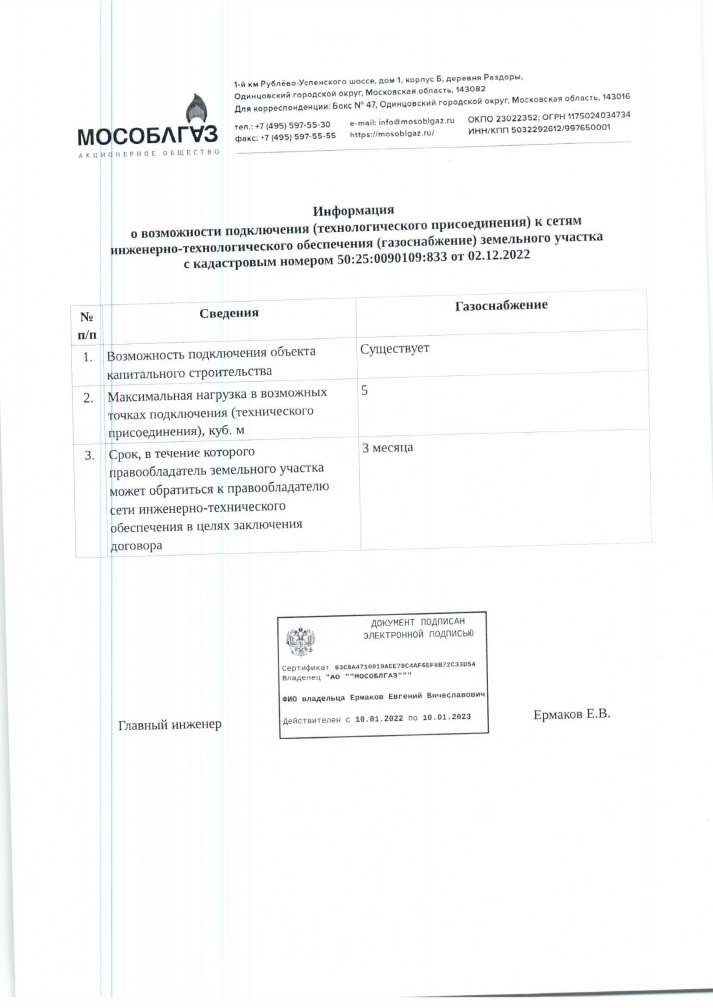 1-й км Рублёво-Успенского шоссе, дом 1, корпус Б, деревня Раздоры,
Одинцовский городской округ, Московская область, 143082
Для корреспонденции: Бокс № 47, Одинцовский городской округ, Московская область, 143016
МОСОБЛГАЗ
АКЦИОНЕРНОЕ ОБЩЕСТВО
тел.: +7 (495) 597-55-30
факс: +7 (495) 597-55-55
e-mail: info@mosoblgaz.ru
https://mosoblgaz.ru/
ОКПО 23022352; ОГРН 1175024034734
ИНН/КПП 5032292612/997650001
Информация
о возможности подключения (технологического присоединения) к сетям
инженерно-технологического обеспечения (газоснабжение) земельного участка
с кадастровым номером 50:25:0090109:833 от 02.12.2022
№
п/п
Сведения
Газоснабжение
1.
Возможность подключения объекта
капитального строительства
Существует
2.
Максимальная нагрузка в возможных
точках подключения (технического
присоединения), куб. м
5
3.
Срок, в течение которого
правообладатель земельного участка
может обратиться к правообладателю
сети инженерно-технического
обеспечения в целях заключения
договора
3 месяца
ДОКУМЕНТ ПОДПИСАН
ЭЛЕКТРОННОЙ ПОДПИСЬЮ
Сертификат
Владелец "АО ""МОСОБЛГАЗ"""
ФИО владельца Ермаков Евгений Вячеславович
Действителен с 10.01.2022 по 10.01.2023
Главный инженер
Ермаков Е.В.